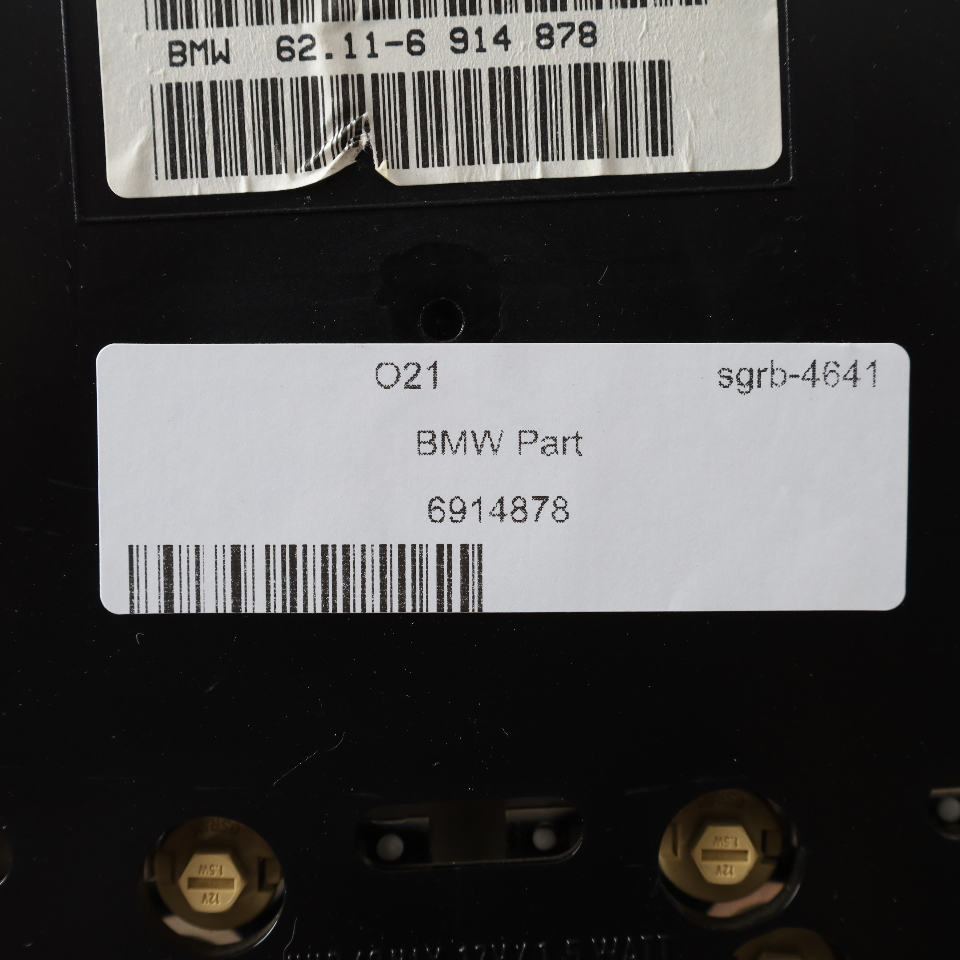 BMW 62.11-6 914 878
O21 sgrb-4641
BMW Part
6914878
1.5W 1.5W
12V 12V